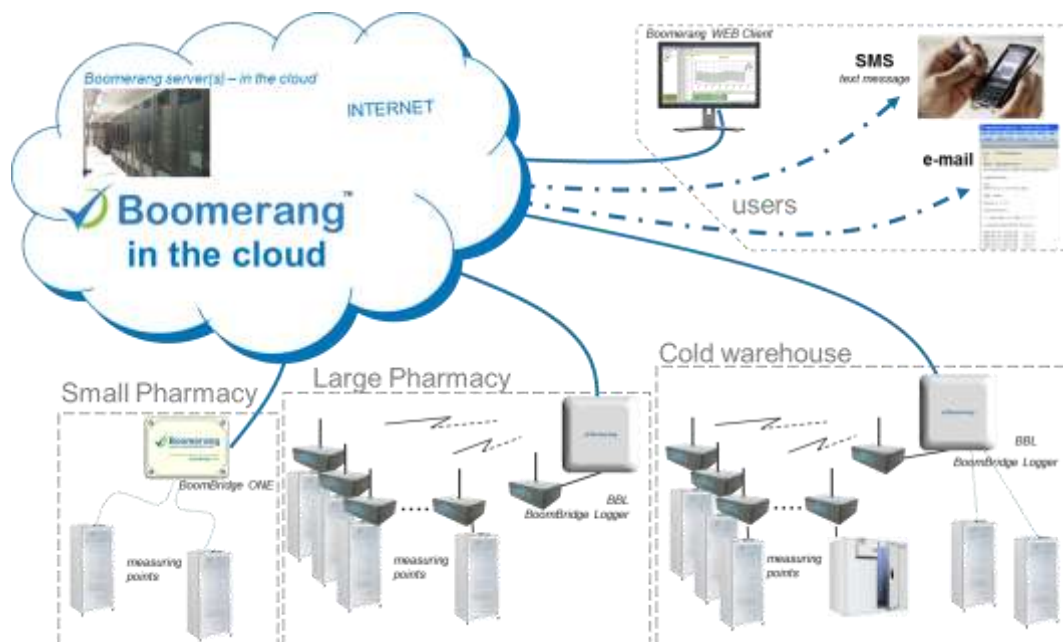 Boomerang WEB Client
SMS
text message
Boomerang server(s) – in the cloud
INTERNET
e-mail
Boomerang™
in the cloud
users
Small Pharmacy
Large Pharmacy
Cold warehouse
Boomerang
BoomBridge ONE
BBL
BoomBridge Logger
BBL
BoomBridge Logger
measuring
points
measuring
points
measuring
points